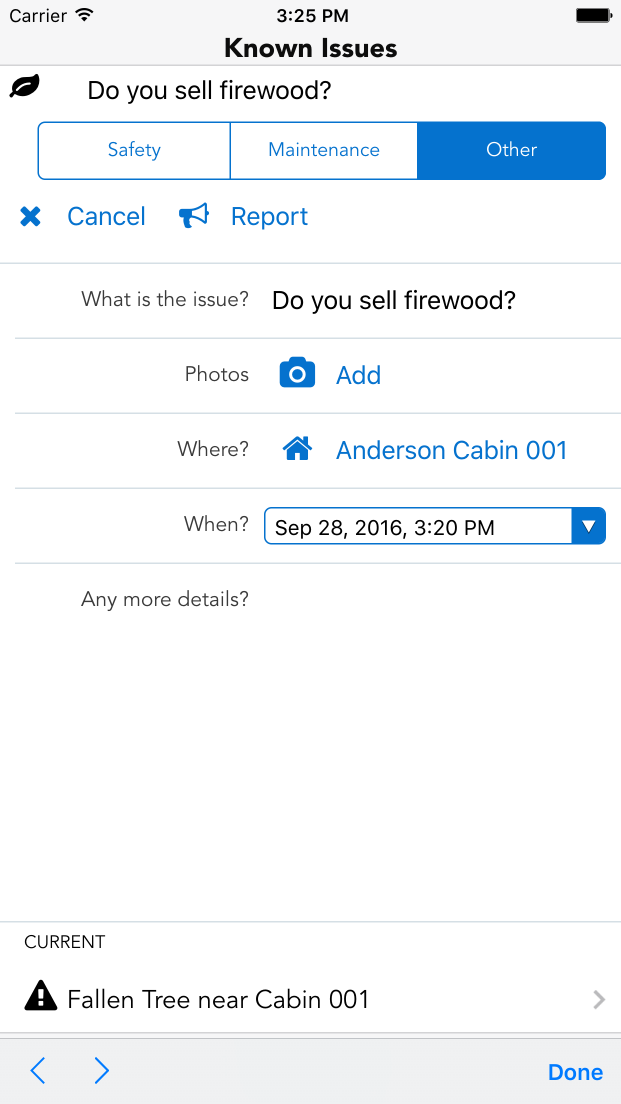 Carrier 3:25 PM
Known Issues
Do you sell firewood?
Safety Maintenance Other
Cancel Report
What is the issue? Do you sell firewood?
Photos Add
Where? Anderson Cabin 001
When? Sep 28, 2016, 3:20 PM
Any more details?
CURRENT
Fallen Tree near Cabin 001
Done